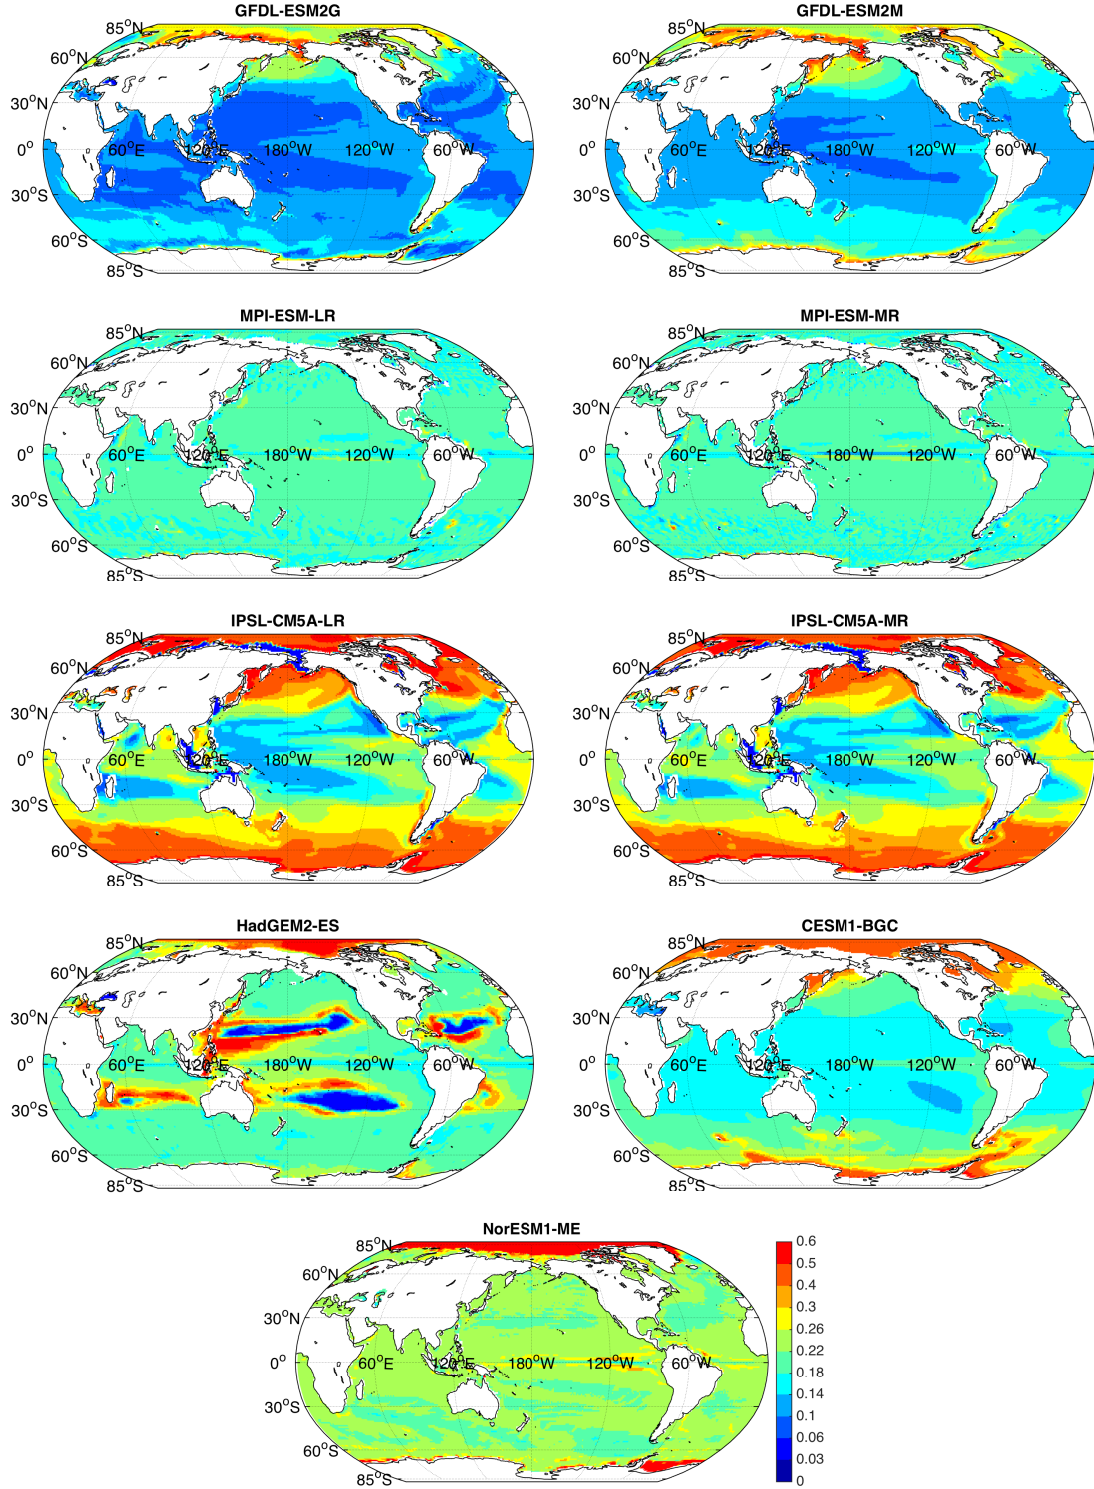 GFDL-ESM2G
GFDL-ESM2M
85°N
60°N
30°N
0°
30°S
60°S
85°S
60°E
120°E
180°W
120°W
60°W
85°N
60°N
30°N
0°
30°S
60°S
85°S
60°E
120°E
180°W
120°W
60°W
MPI-ESM-LR
MPI-ESM-MR
85°N
60°N
30°N
0°
30°S
60°S
85°S
60°E
120°E
180°W
120°W
60°W
85°N
60°N
30°N
0°
30°S
60°S
85°S
60°E
120°E
180°W
120°W
60°W
IPSL-CM5A-LR
IPSL-CM5A-MR
85°N
60°N
30°N
0°
30°S
60°S
85°S
60°E
120°E
180°W
120°W
60°W
85°N
60°N
30°N
0°
30°S
60°S
85°S
60°E
120°E
180°W
120°W
60°W
HadGEM2-ES
CESM1-BGC
85°N
60°N
30°N
0°
30°S
60°S
85°S
60°E
120°E
180°W
120°W
60°W
85°N
60°N
30°N
0°
30°S
60°S
85°S
60°E
120°E
180°W
120°W
60°W
NorESM1-ME
85°N
60°N
30°N
0°
30°S
60°S
85°S
60°E
120°E
180°W
120°W
60°W
0.6
0.5
0.4
0.3
0.26
0.22
0.18
0.14
0.1
0.06
0.03
0